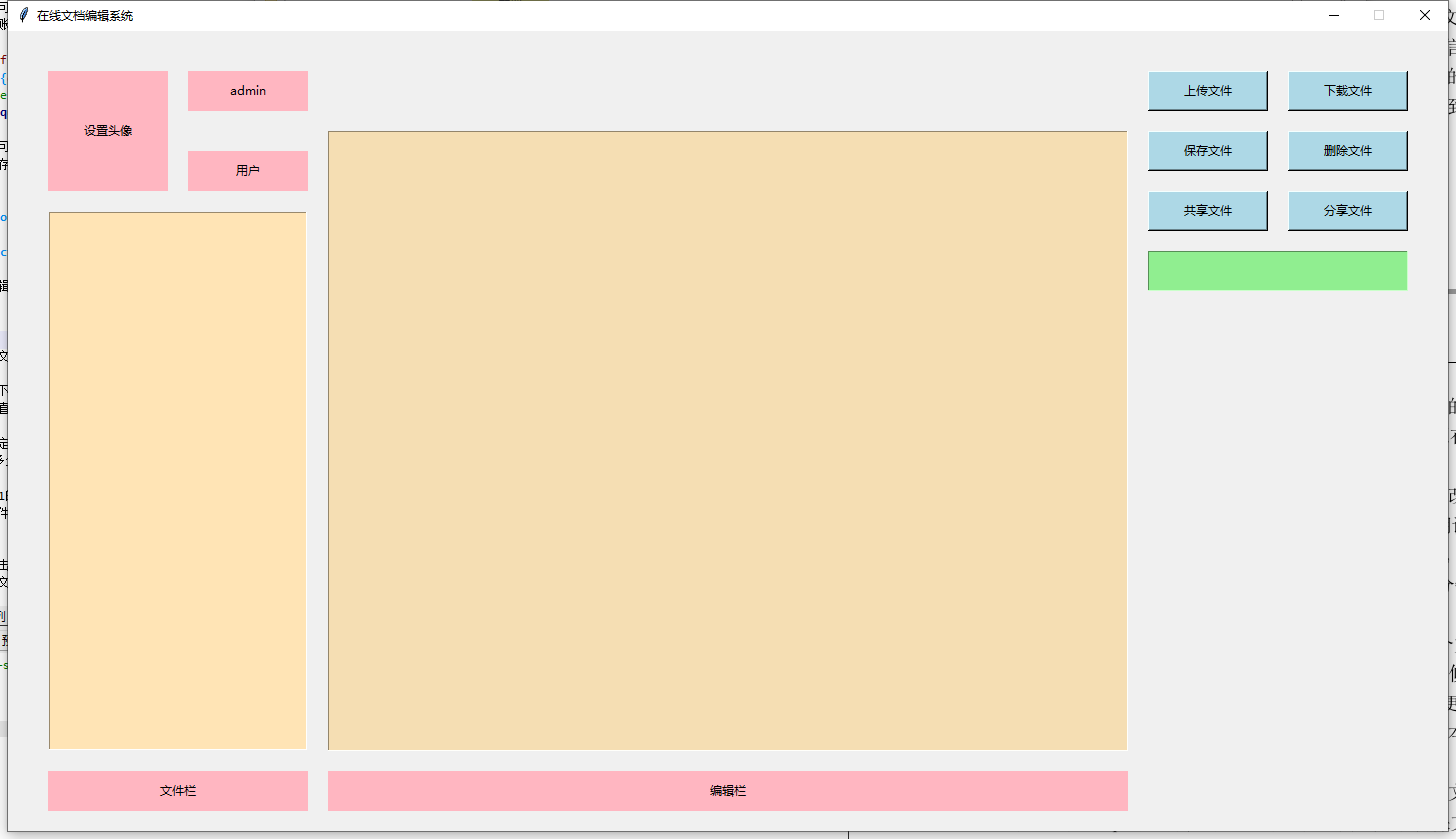 在线文档编辑系统
设置头像
admin
用户
上传文件
下载文件
保存文件
删除文件
共享文件
分享文件
文件栏
编辑栏